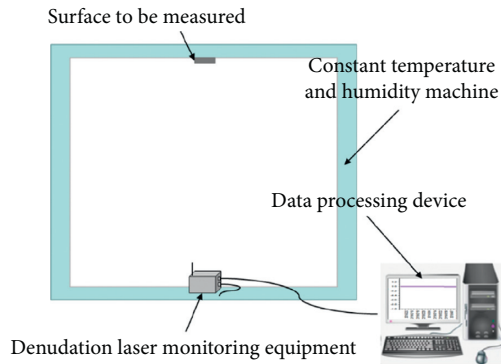 Surface to be measured
Constant temperature
and humidity machine
Data processing device
Denudation laser monitoring equipment